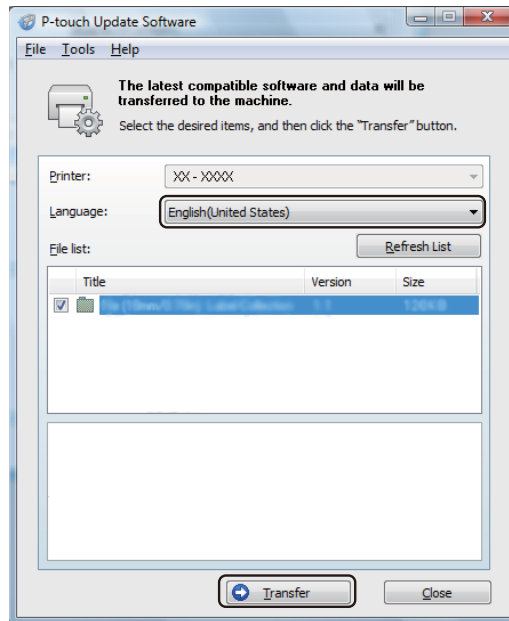 P-touch Update Software
File Tools Help
The latest compatible software and data will be
transferred to the machine.
Select the desired items, and then click the "Transfer" button.
Printer: XX-XXXX
Language: English(United States)
File list: Refresh List
Title Version Size
Transfer Close